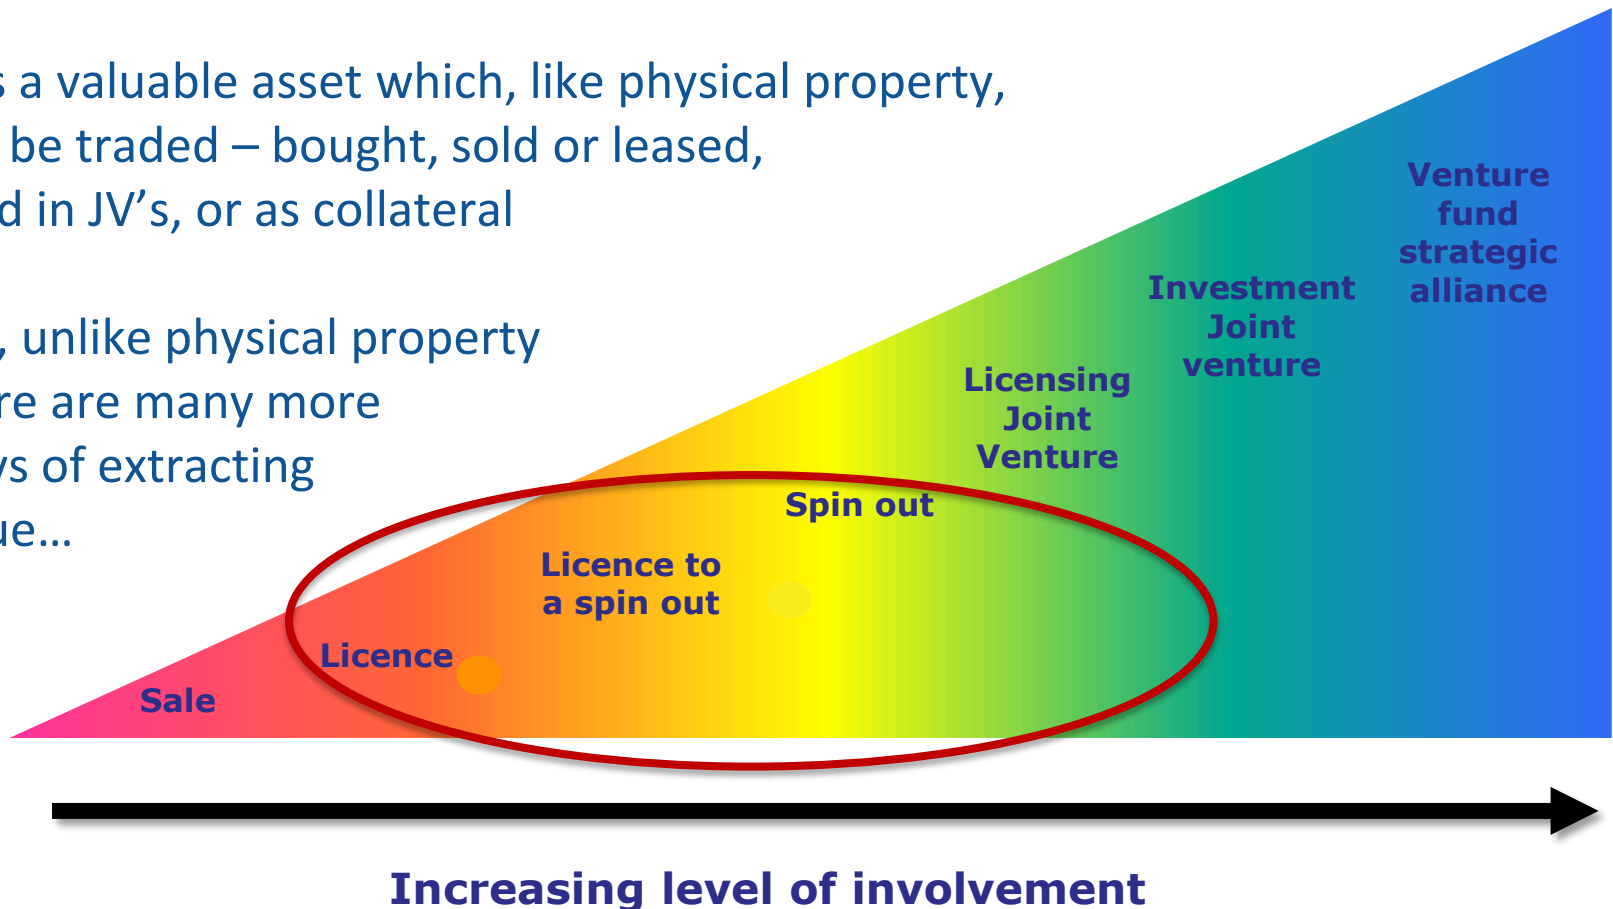 s a valuable asset which, like physical property,
be traded – bought, sold or leased,
d in JV’s, or as collateral
, unlike physical property
re are many more
ys of extracting
ue…
Venture
fund
strategic
alliance
Investment
Joint
venture
Licensing
Joint
Venture
Spin out
Licence to
a spin out
Licence
Sale
Increasing level of involvement